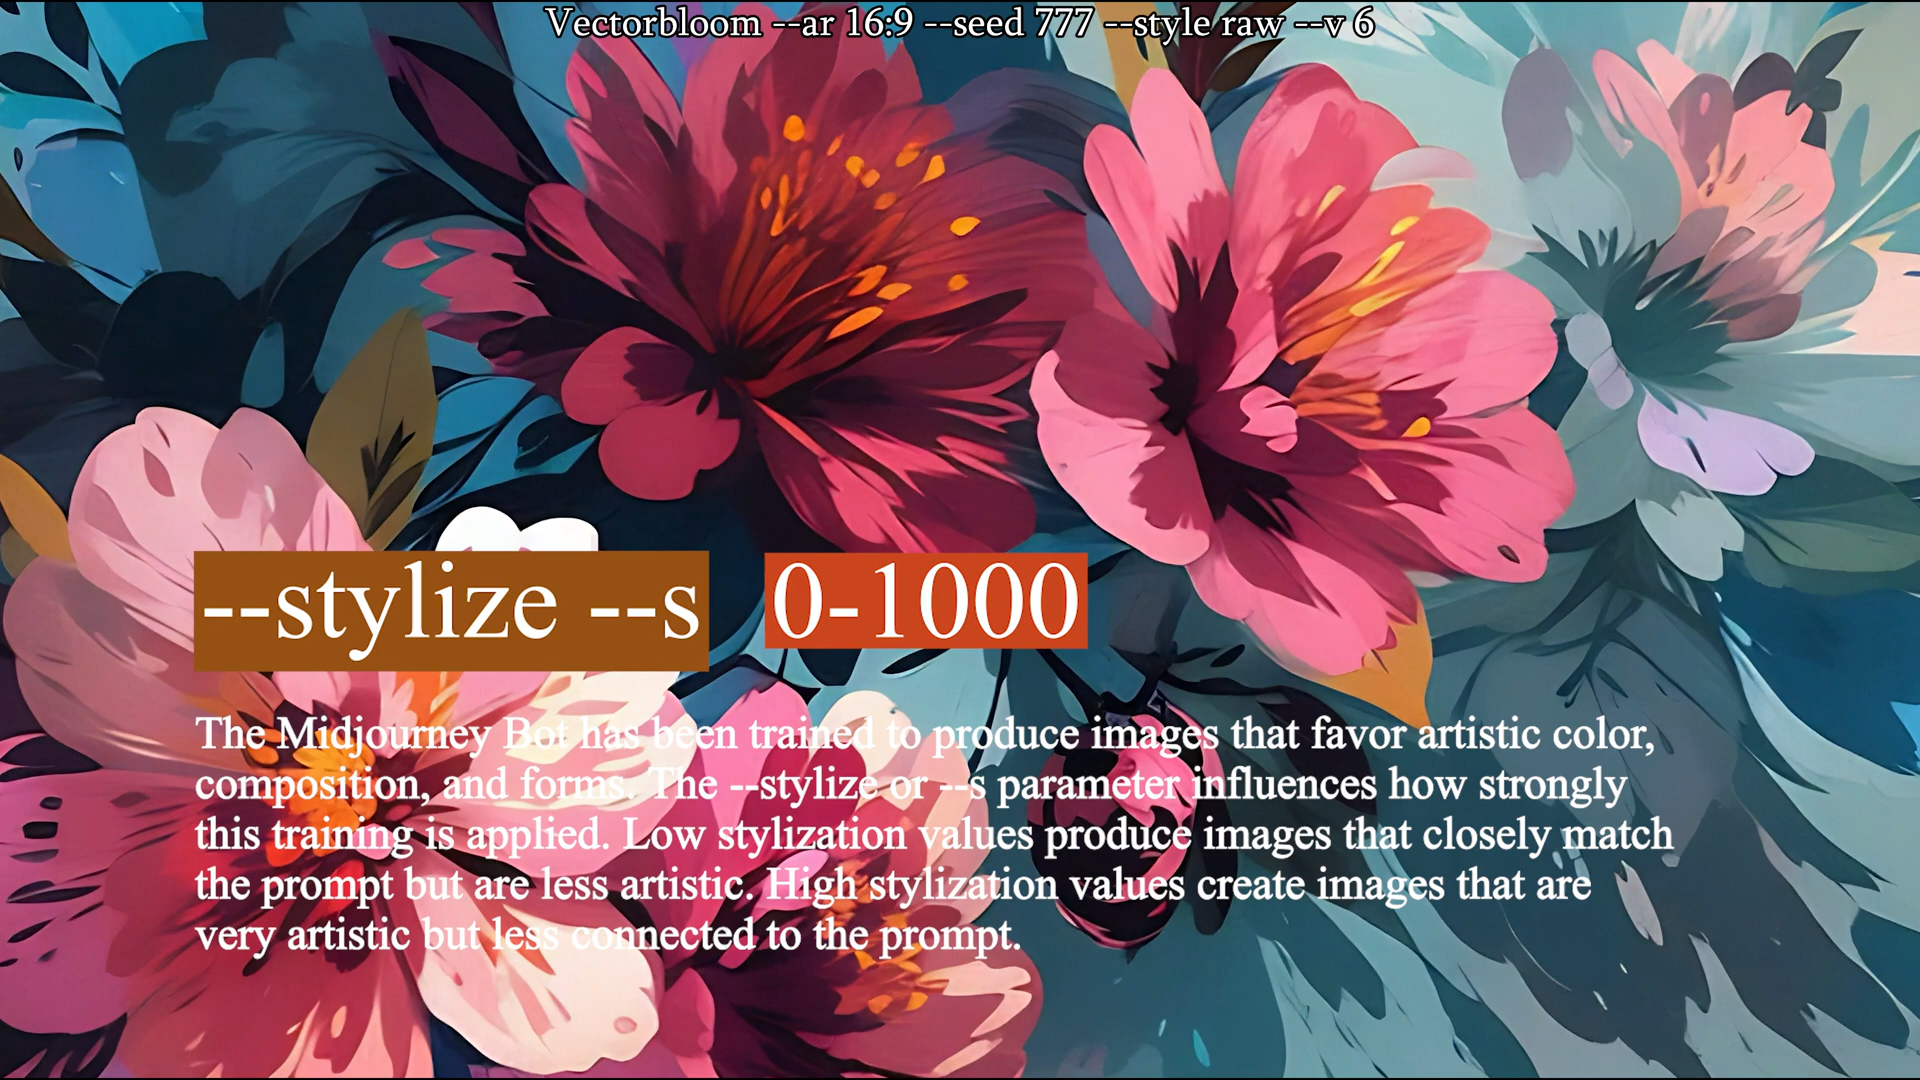 Vectorbloom --ar 16:9 --seed 777 --style raw --v 6
--stylize --s 0-1000
The Midjourney Bot has been trained to produce images that favor artistic color,
composition, and forms. The --stylize or --s parameter influences how strongly
this training is applied. Low stylization values produce images that closely match
the prompt but are less artistic. High stylization values create images that are
very artistic but less connected to the prompt.